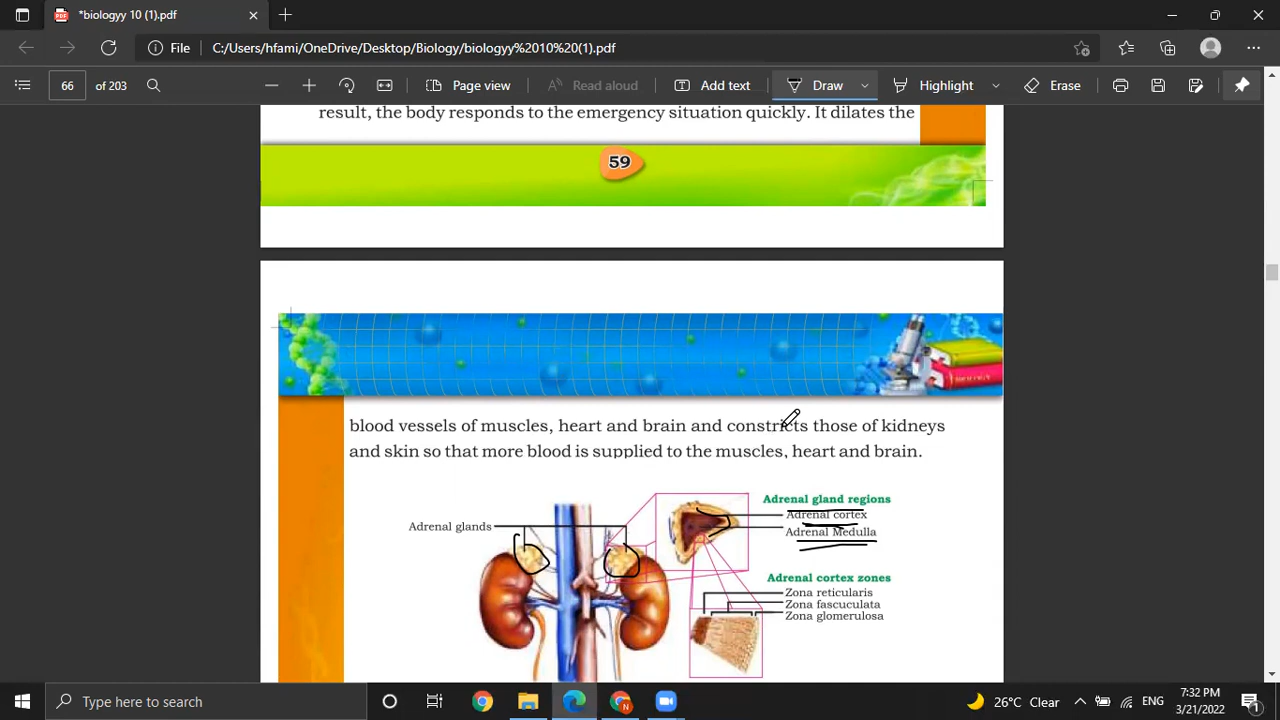 *biologyy 10 (1).pdf
File C:/Users/hfami/OneDrive/Desktop/Biology/biologyy%2010%20(1).pdf
66 of 203 Page view Read aloud Add text Draw Highlight Erase
result, the body responds to the emergency situation quickly. It dilates the
59
BIOLOGY
blood vessels of muscles, heart and brain and constricts those of kidneys
and skin so that more blood is supplied to the muscles, heart and brain.
Adrenal glands
Adrenal gland regions
Adrenal cortex
Adrenal Medulla
Adrenal cortex zones
Zona reticularis
Zona fasciculata
Zona glomerulosa
Type here to search
26°C Clear ENG 7:32 PM
3/21/2022